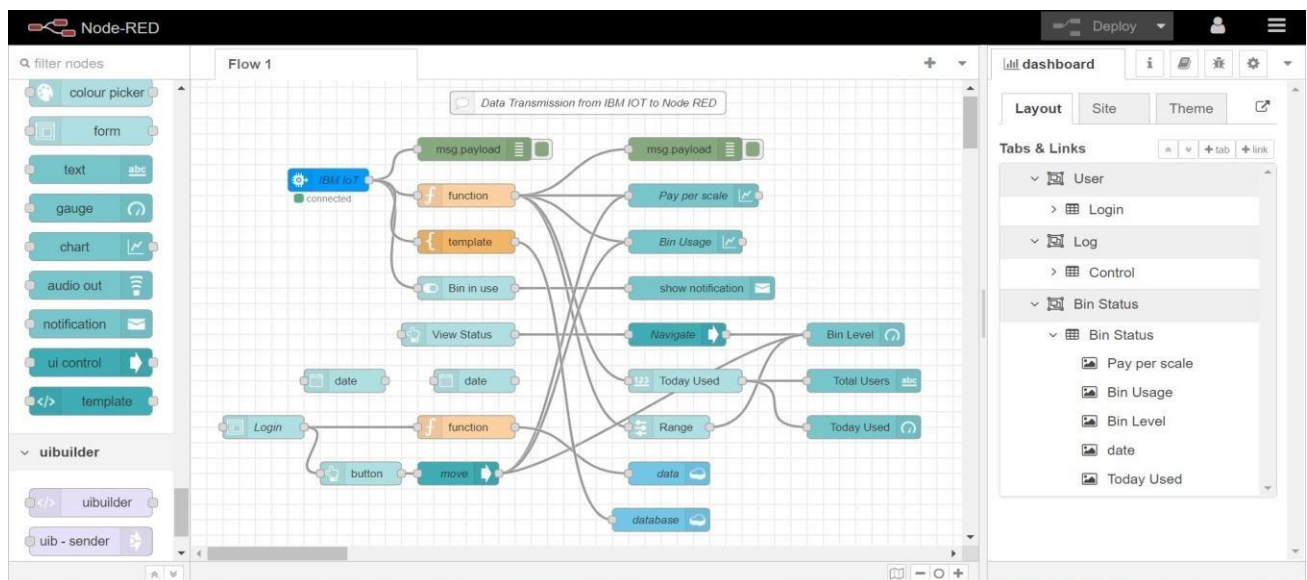 Node-RED
Deploy
filter nodes
colour picker
form
text
abc
gauge
chart
audio out
notification
ui control
template
uibuilder
uibuilder
uib - sender
Flow 1
Data Transmission from IBM IOT to Node RED
msg.payload
msg.payload
IBM IoT
connected
function
Pay per scale
template
Bin Usage
Bin in use
show notification
View Status
Navigate
Bin Level
date
date
123
Today Used
Total Users
abc
Login
function
Range
Today Used
button
move
data
database
dashboard
i
Layout
Site
Theme
Tabs & Links
+ tab
+ link
User
Login
Log
Control
Bin Status
Bin Status
Pay per scale
Bin Usage
Bin Level
date
Today Used